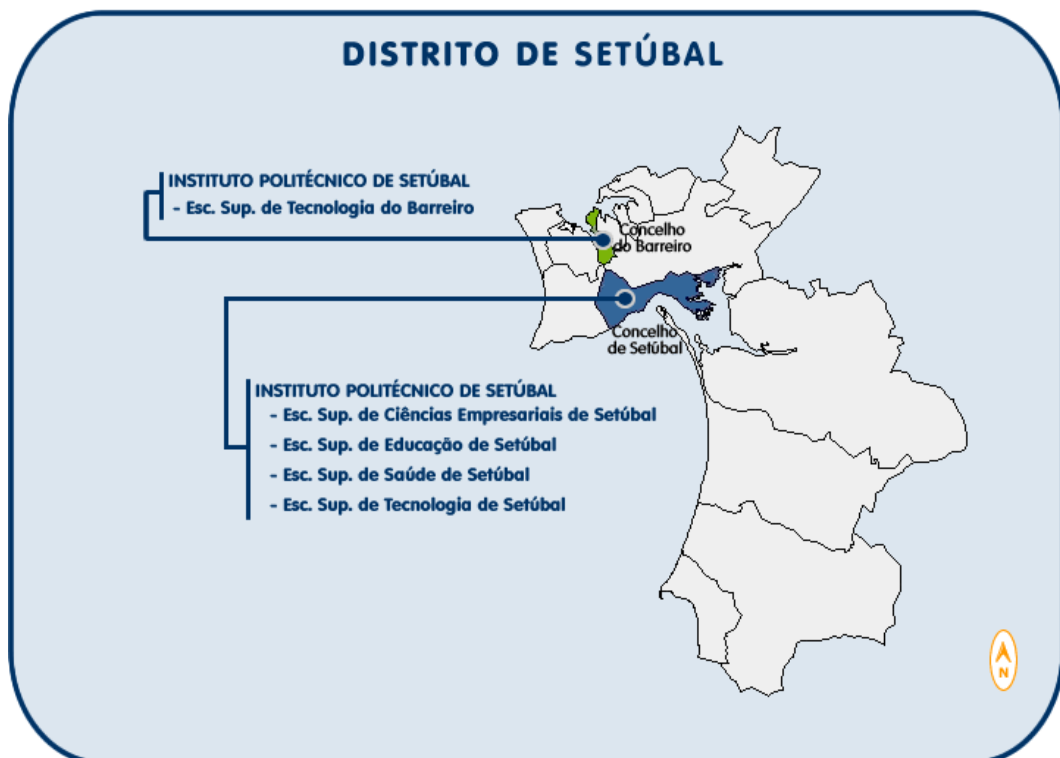 DISTRITO DE SETÚBAL
INSTITUTO POLITÉCNICO DE SETÚBAL
- Esc. Sup. de Tecnologia do Barreiro
Concelho
do Barreiro
Concelho
de Setúbal
INSTITUTO POLITÉCNICO DE SETÚBAL
- Esc. Sup. de Ciências Empresariais de Setúbal
- Esc. Sup. de Educação de Setúbal
- Esc. Sup. de Saúde de Setúbal
- Esc. Sup. de Tecnologia de Setúbal
N